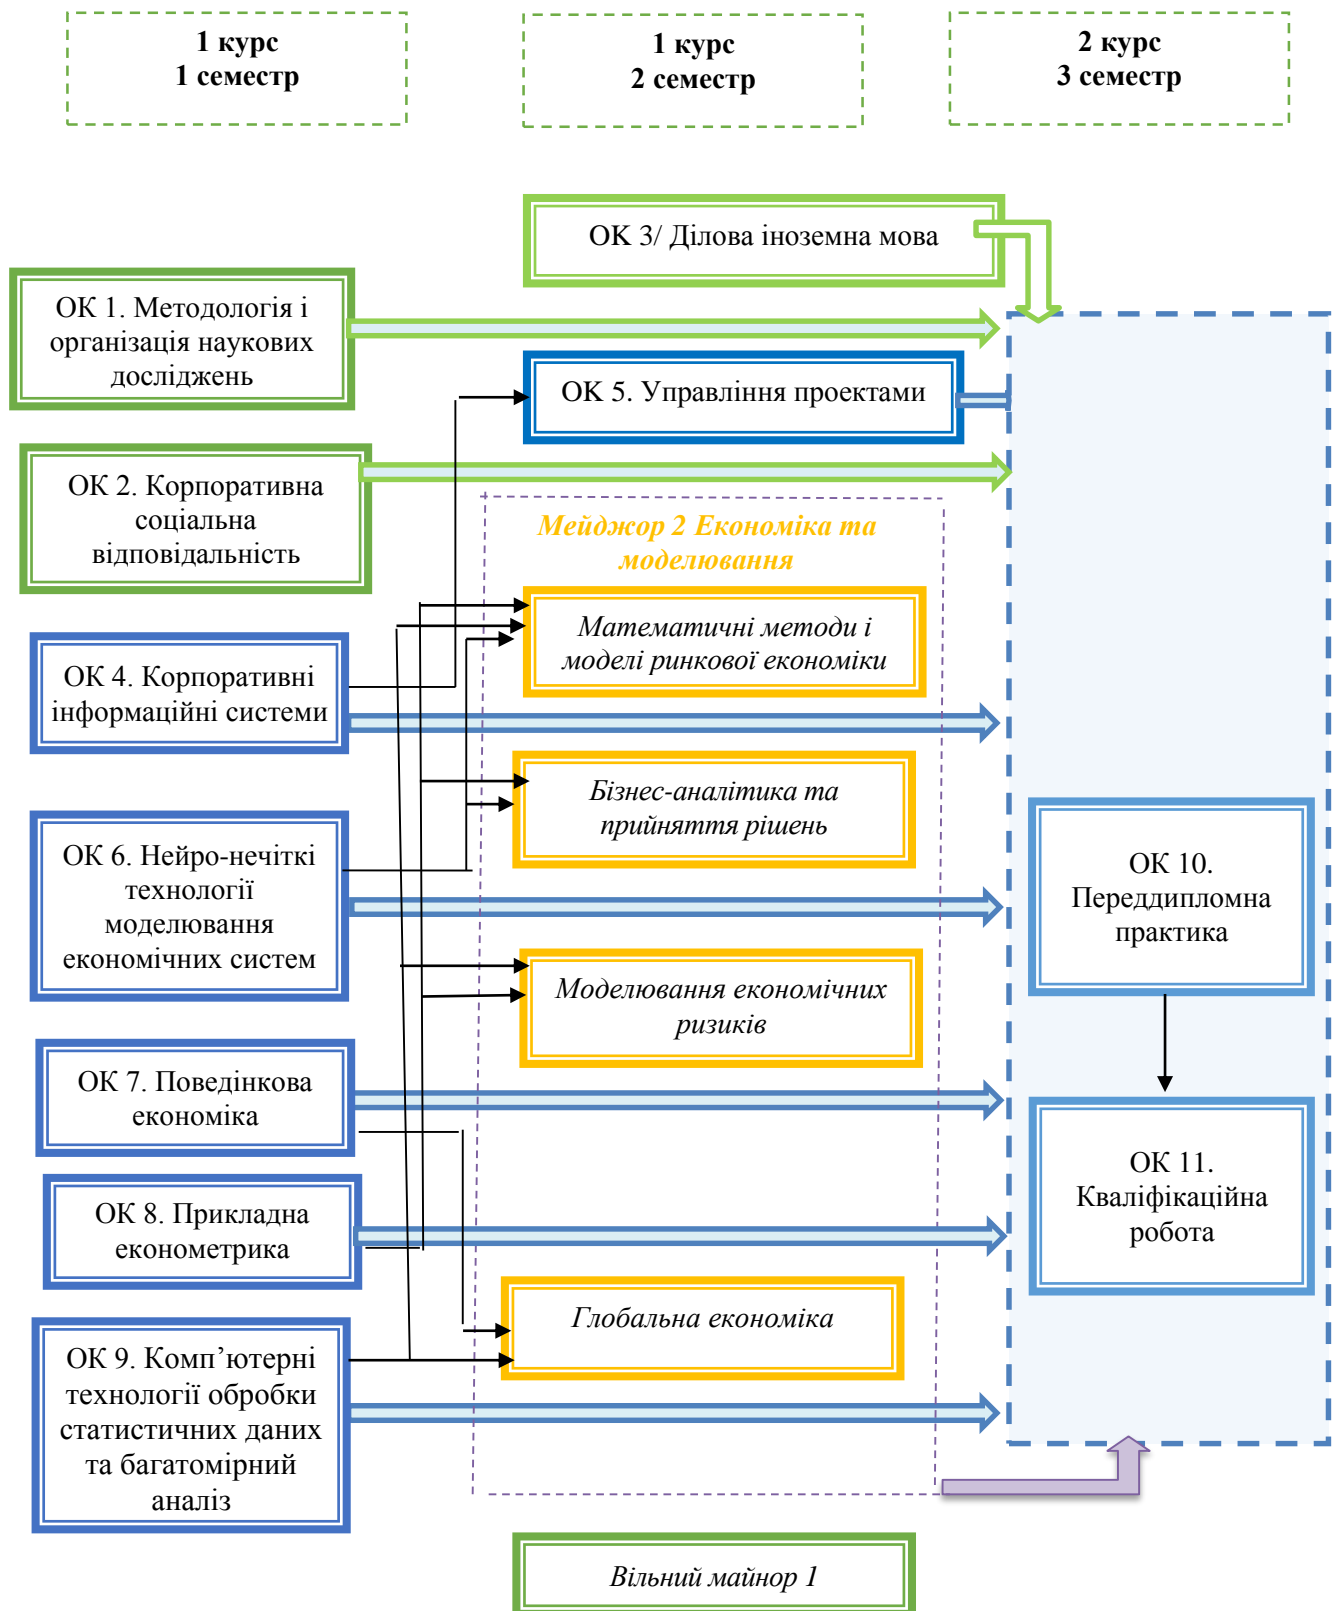 1 курс
1 семестр
1 курс
2 семестр
2 курс
3 семестр
ОК 3/ Ділова іноземна мова
ОК 1. Методологія і
організація наукових
досліджень
ОК 5. Управління проектами
ОК 2. Корпоративна
соціальна
відповідальність
Мейджор 2 Економіка та
моделювання
Математичні методи і
моделі ринкової економіки
ОК 4. Корпоративні
інформаційні системи
Бізнес-аналітика та
прийняття рішень
ОК 6. Нейро-нечіткі
технології
моделювання
економічних систем
ОК 10.
Переддипломна
практика
Моделювання економічних
ризиків
ОК 7. Поведінкова
економіка
ОК 11.
Кваліфікаційна
робота
ОК 8. Прикладна
економетрика
Глобальна економіка
ОК 9. Комп’ютерні
технології обробки
статистичних даних
та багатомірний
аналіз
Вільний майнор 1